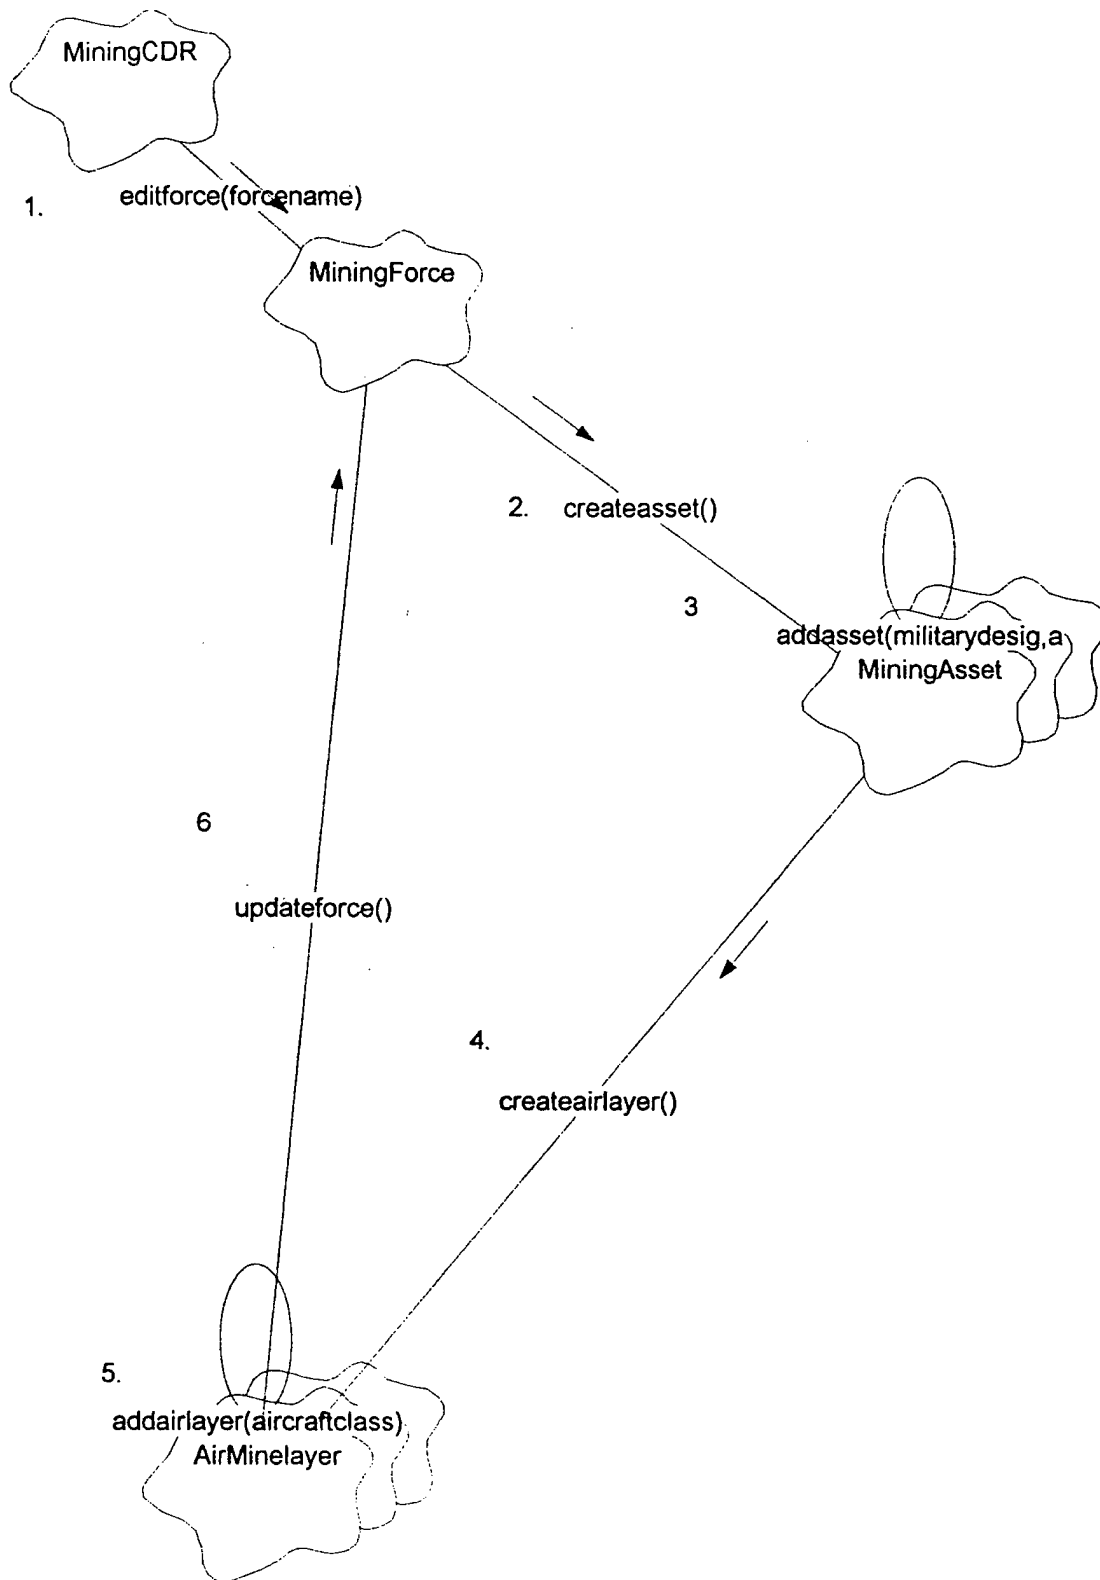 MiningCDR
1. editforce(forcename)
MiningForce
2. createasset()
3
addasset(militarydesig,a
MiningAsset
6
updateforce()
4.
createairlayer()
5.
addairlayer(aircraftclass)
AirMinelayer